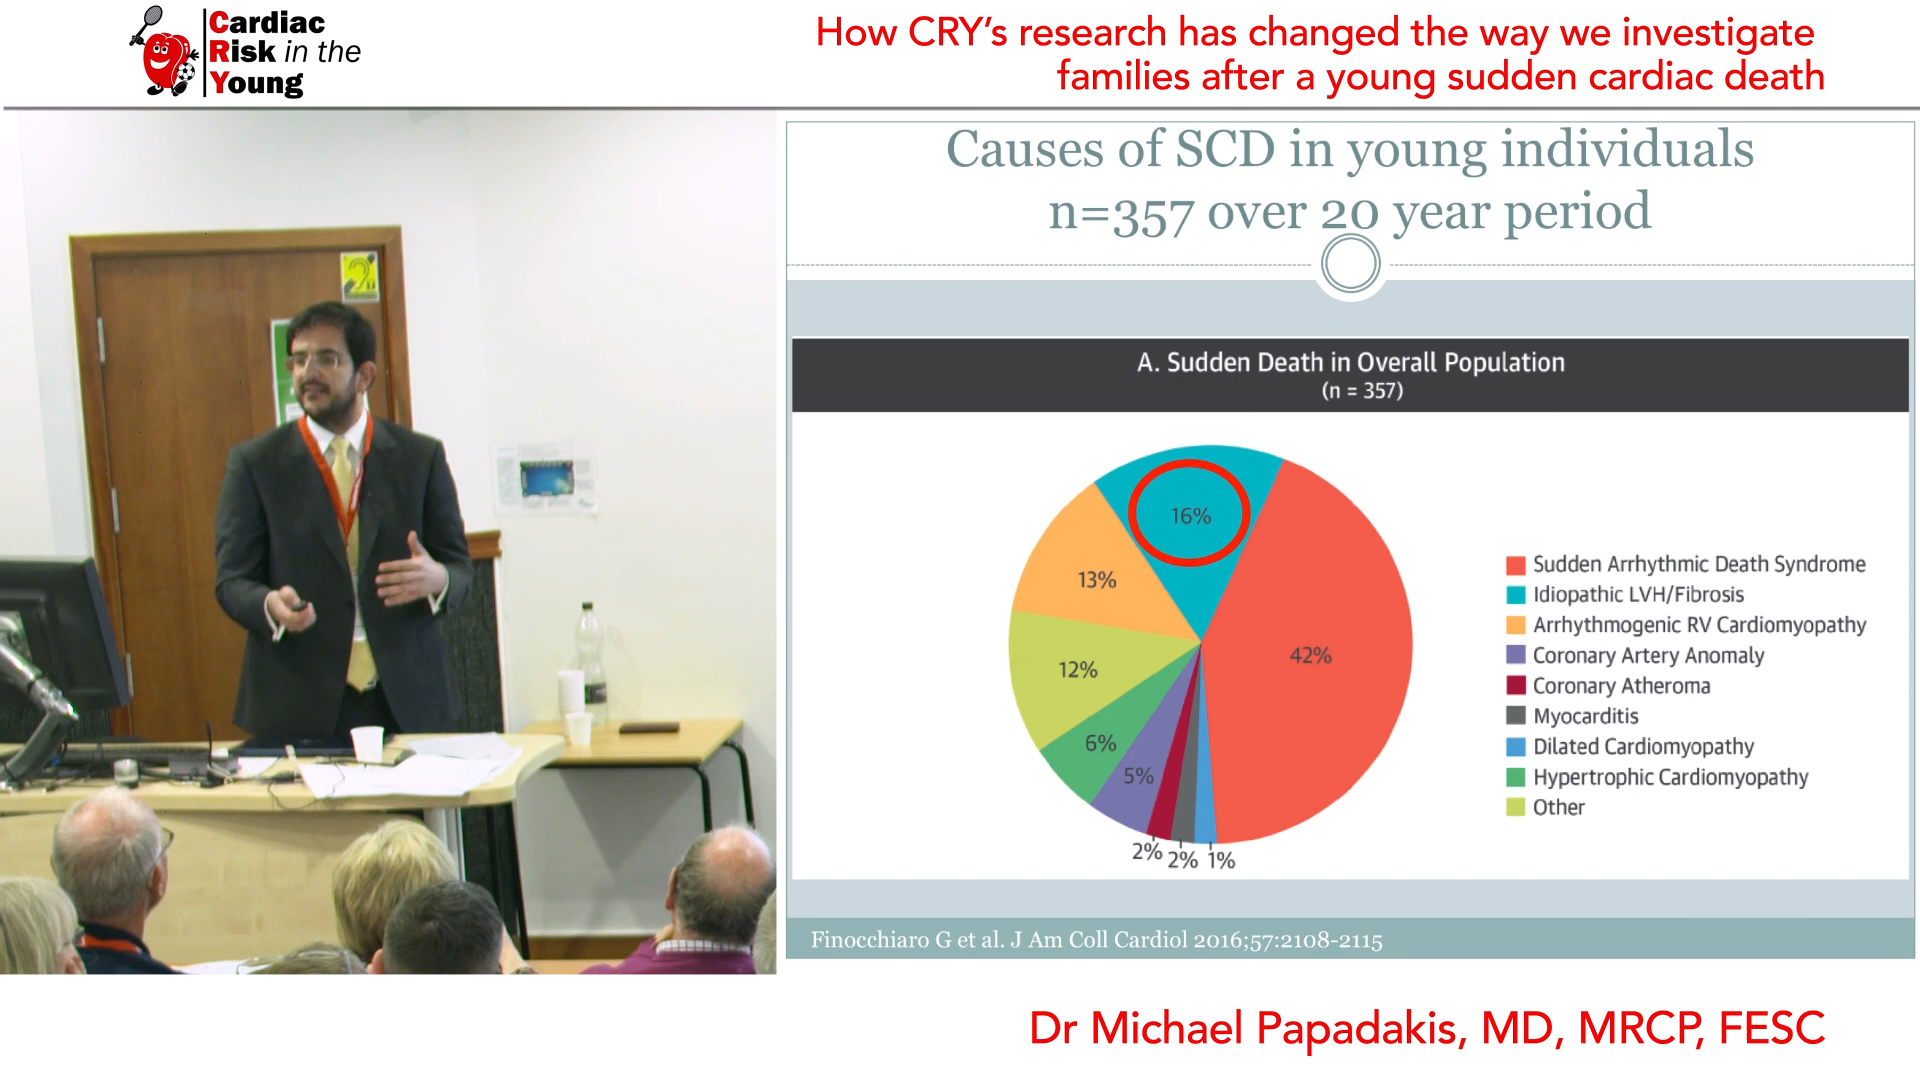 Cardiac
Risk in the
Young
How CRY's research has changed the way we investigate
families after a young sudden cardiac death
Causes of SCD in young individuals
n=357 over 20 year period
A. Sudden Death in Overall Population
(n = 357)
16%
13%
42%
12%
6%
5%
2%
2%
1%
Sudden Arrhythmic Death Syndrome
Idiopathic LVH/Fibrosis
Arrhythmogenic RV Cardiomyopathy
Coronary Artery Anomaly
Coronary Atheroma
Myocarditis
Dilated Cardiomyopathy
Hypertrophic Cardiomyopathy
Other
Finocchiaro G et al. J Am Coll Cardiol 2016;57:2108-2115
Dr Michael Papadakis, MD, MRCP, FESC